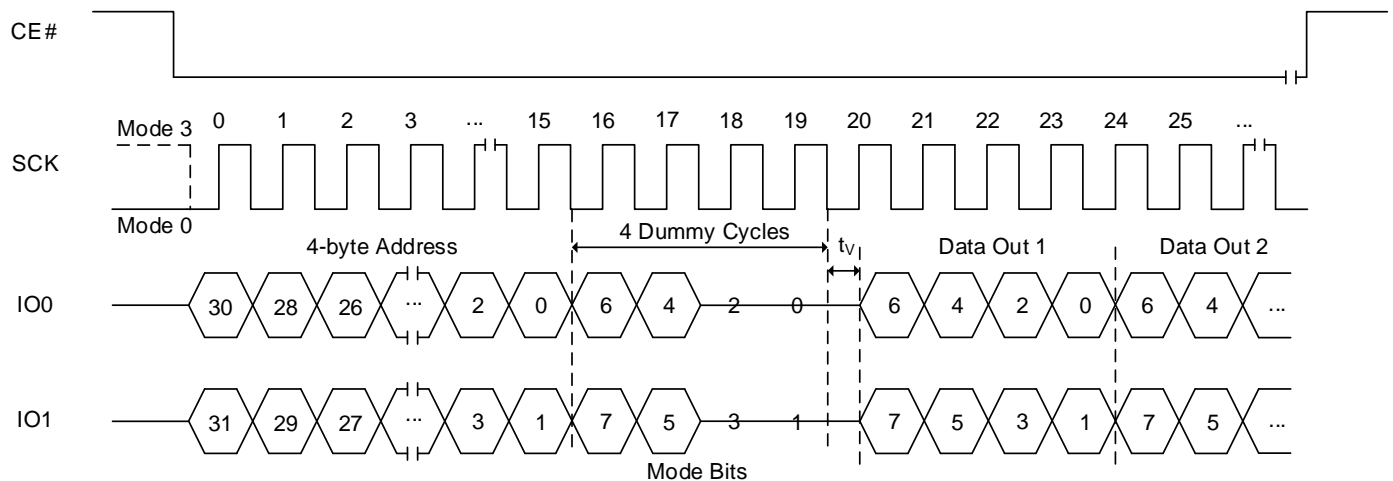 CE#
Mode 3 0 1 2 3 ... 15 16 17 18 19 20 21 22 23 24 25 ...
SCK
Mode 0
4-byte Address 4 Dummy Cycles tV Data Out 1 Data Out 2
IO0 30 28 26 ... 2 0 6 4 2 0 6 4 2 0 6 4 ...
IO1 31 29 27 ... 3 1 7 5 3 1 7 5 3 1 7 5 ...
Mode Bits